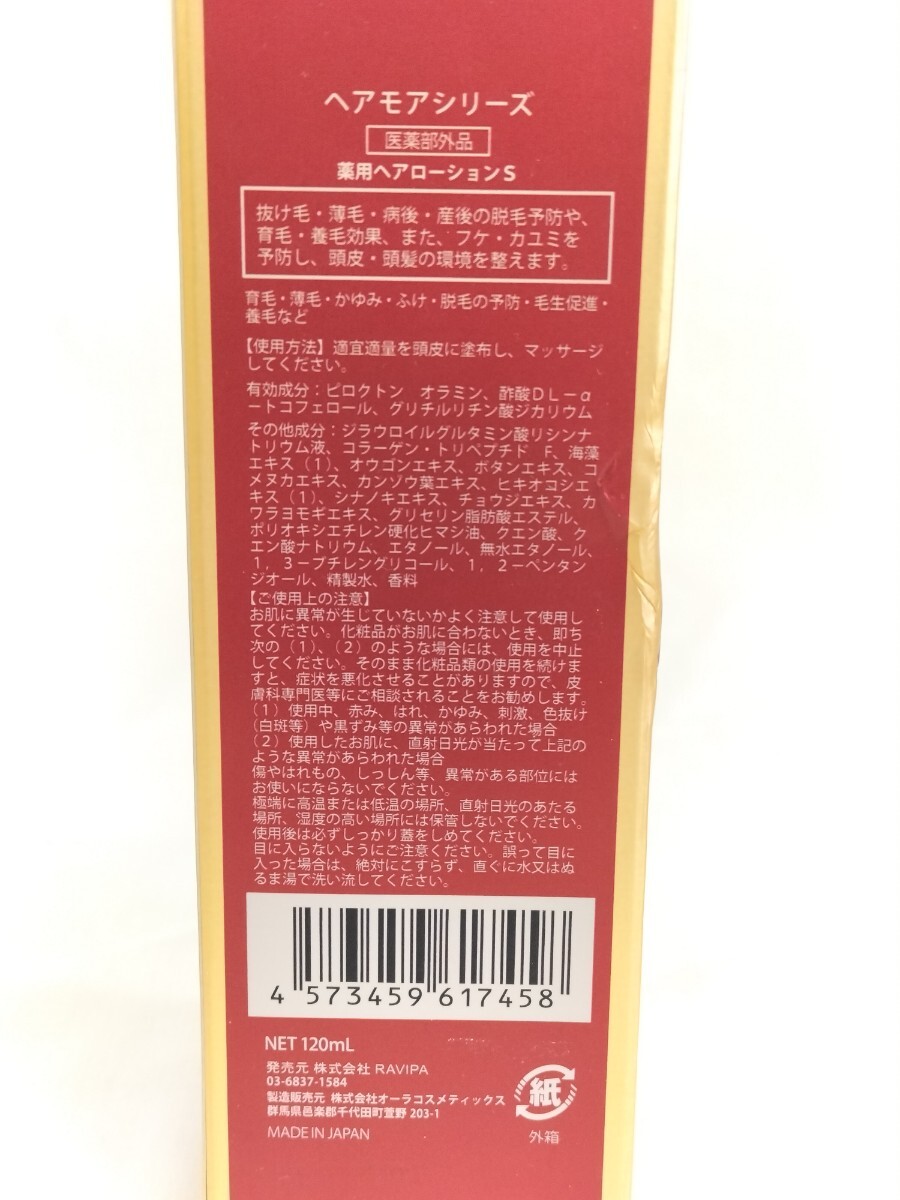 ヘアモアシリーズ
医薬部外品
薬用ヘアローションS
抜け毛・薄毛・病後・産後の脱毛予防や、
育毛・養毛効果、また、フケ・カユミを
予防し、頭皮・頭髪の環境を整えます。
育毛・薄毛・かゆみ・ふけ・脱毛の予防・毛生促進・
養毛など
【使用方法】適宜適量を頭皮に塗布し、マッサージ
してください。
有効成分：ピロクトン オラミン、酢酸DL－α
－トコフェロール、グリチルリチン酸ジカリウム
その他成分：ジラウロイルグルタミン酸リシンナ
トリウム液、コラーゲン・トリペプチド F、海藻
エキス（1）、オウゴンエキス、ボタンエキス、コ
メヌカエキス、カンゾウ葉エキス、ヒキオコシエ
キス（1）、シナノキエキス、チョウジエキス、カ
ワラヨモギエキス、グリセリン脂肪酸エステル、
ポリオキシエチレン硬化ヒマシ油、クエン酸、ク
エン酸ナトリウム、エタノール、無水エタノール、
1，3－ブチレングリコール、1，2－ペンタン
ジオール、精製水、香料
【ご使用上の注意】
お肌に異常が生じていないかよく注意して使用し
てください。化粧品がお肌に合わないとき、即ち
次の（1）、（2）のような場合には、使用を中止
してください。そのまま化粧品類の使用を続けま
すと、症状を悪化させることがありますので、皮
膚科専門医等にご相談されることをお勧めします。
（1）使用中、赤み、はれ、かゆみ、刺激、色抜け
（白斑等）や黒ずみ等の異常があらわれた場合
（2）使用したお肌に、直射日光が当たって上記の
ような異常があらわれた場合
傷やはれもの、しっしん等、異常がある部位には
お使いにならないでください。
極端に高温または低温の場所、直射日光のあたる
場所、湿度の高い場所には保管しないでください。
使用後は必ずしっかり蓋をしめてください。
目に入らないようにご注意ください。誤って目に
入った場合は、絶対にこすらず、直ぐに水又はぬ
るま湯で洗い流してください。
4 573459 617458
NET 120mL
発売元 株式会社 RAVIPA
03-6837-1584
製造販売元 株式会社オーラコスメティックス
群馬県邑楽郡千代田町萱野 203-1
MADE IN JAPAN
紙
外箱